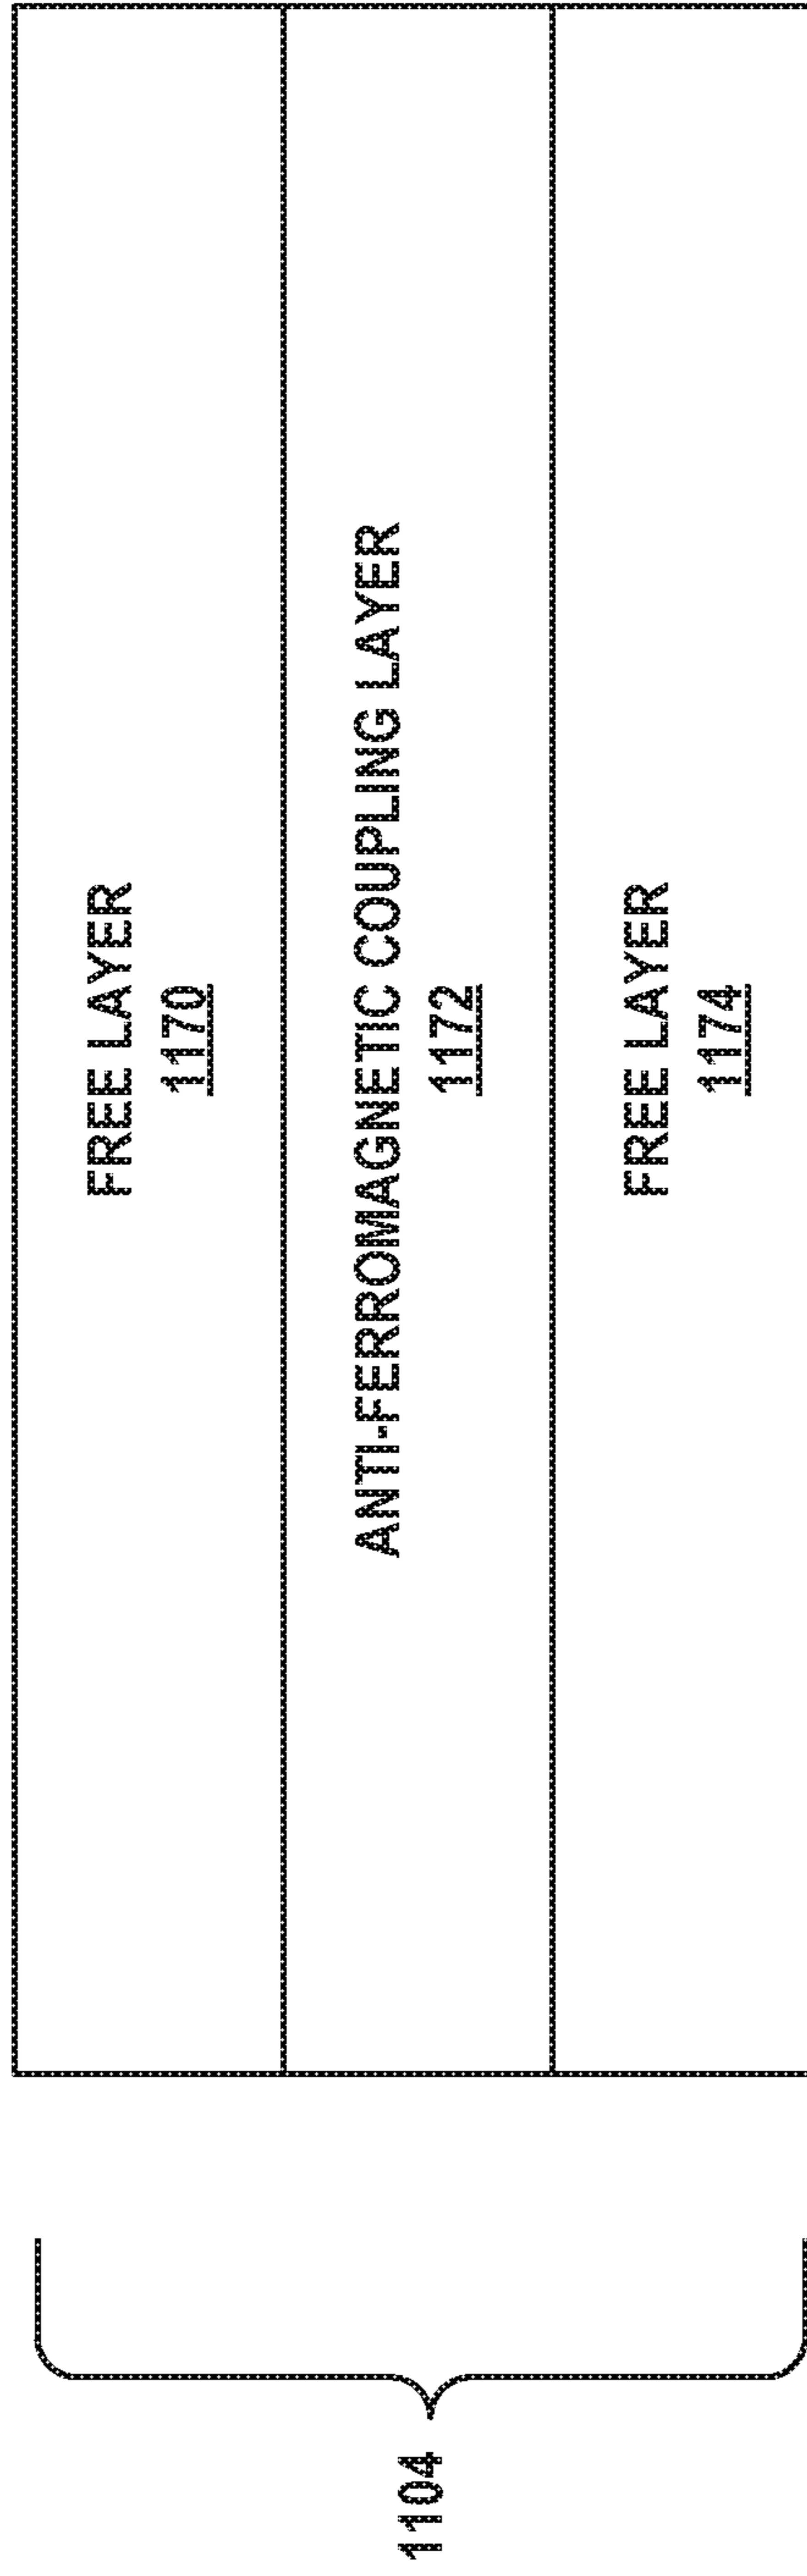 FREE LAYER
1170
ANTI-FERROMAGNETIC COUPLING LAYER
1172
FREE LAYER
1174
1104